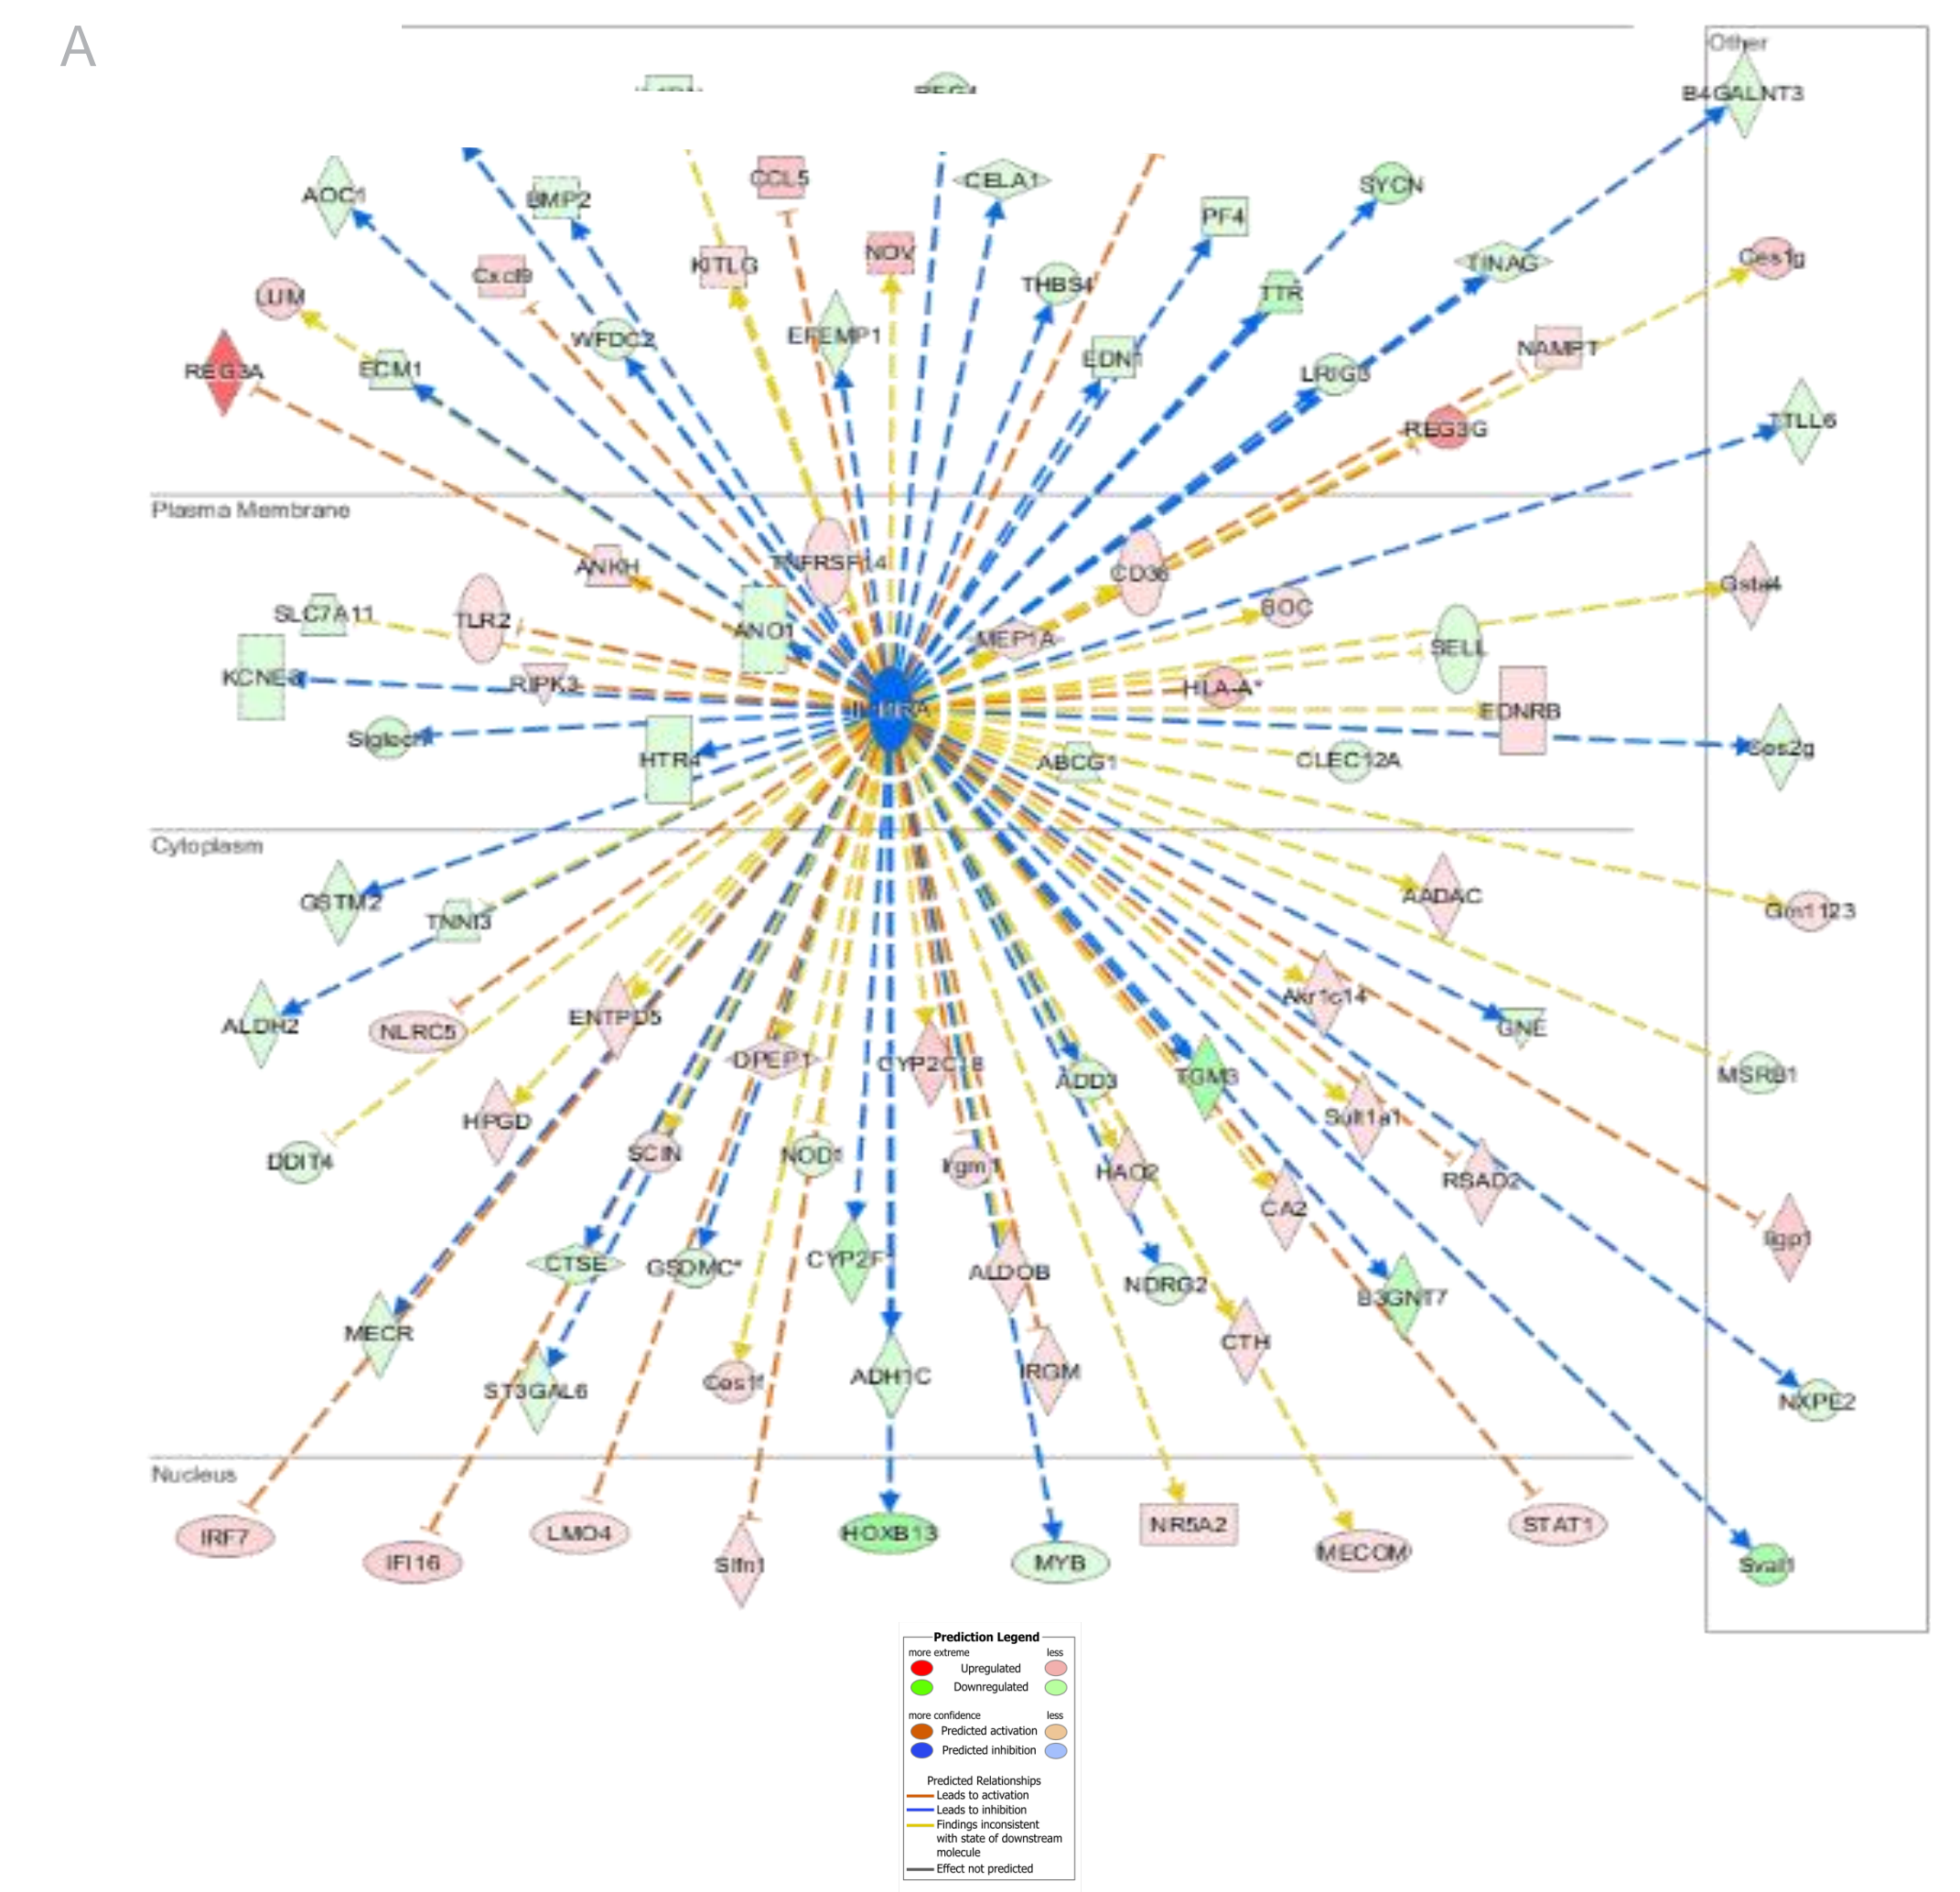 A
Other
B4GALNT3
CCL5
CELA1
SYCN
AOC1
BMP2
PF4
NOV
KITLG
Cxcl9
TINAG
Ces1g
THBS4
TTR
LUM
WFDC2
EFEMP1
EDN1
NAMPT
REG3A
ECM1
LRIG3
TTLL6
REG3G
Plasma Membrane
ANKH
TNFRSF14
CD36
Gsta4
SLC7A11
TLR2
BOC
ANO1
MEP1A
SELL
KCNE3
RIPK3
HLA-A*
EDNRB
HTR4
ABCG1
CLEC12A
Ces2g
Cytoplasm
AADAC
GSTM2
TNNI3
Gm1123
Akr1c14
ALDH2
NLRC5
ENTPD5
GNE
DPEP1
CYP2C18
ADD3
TGM3
MSRB1
HPGD
Sult1a1
DDIT4
SCIN
NOD1
Irgm1
HAO2
RSAD2
CA2
Iigp1
CTSE
GSDMC*
CYP2F1
ALDOB
NDRG2
B3GNT7
MECR
CTH
ST3GAL6
Ces1f
ADH1C
IRGM
NXPE2
Nucleus
IRF7
IFI16
LMO4
Slfn1
HOXB13
MYB
NR5A2
MECOM
STAT1
Sval1
Prediction Legend
more extreme less
Upregulated
Downregulated
more confidence less
Predicted activation
Predicted inhibition
Predicted Relationships
Leads to activation
Leads to inhibition
Findings inconsistent
with state of downstream
molecule
Effect not predicted